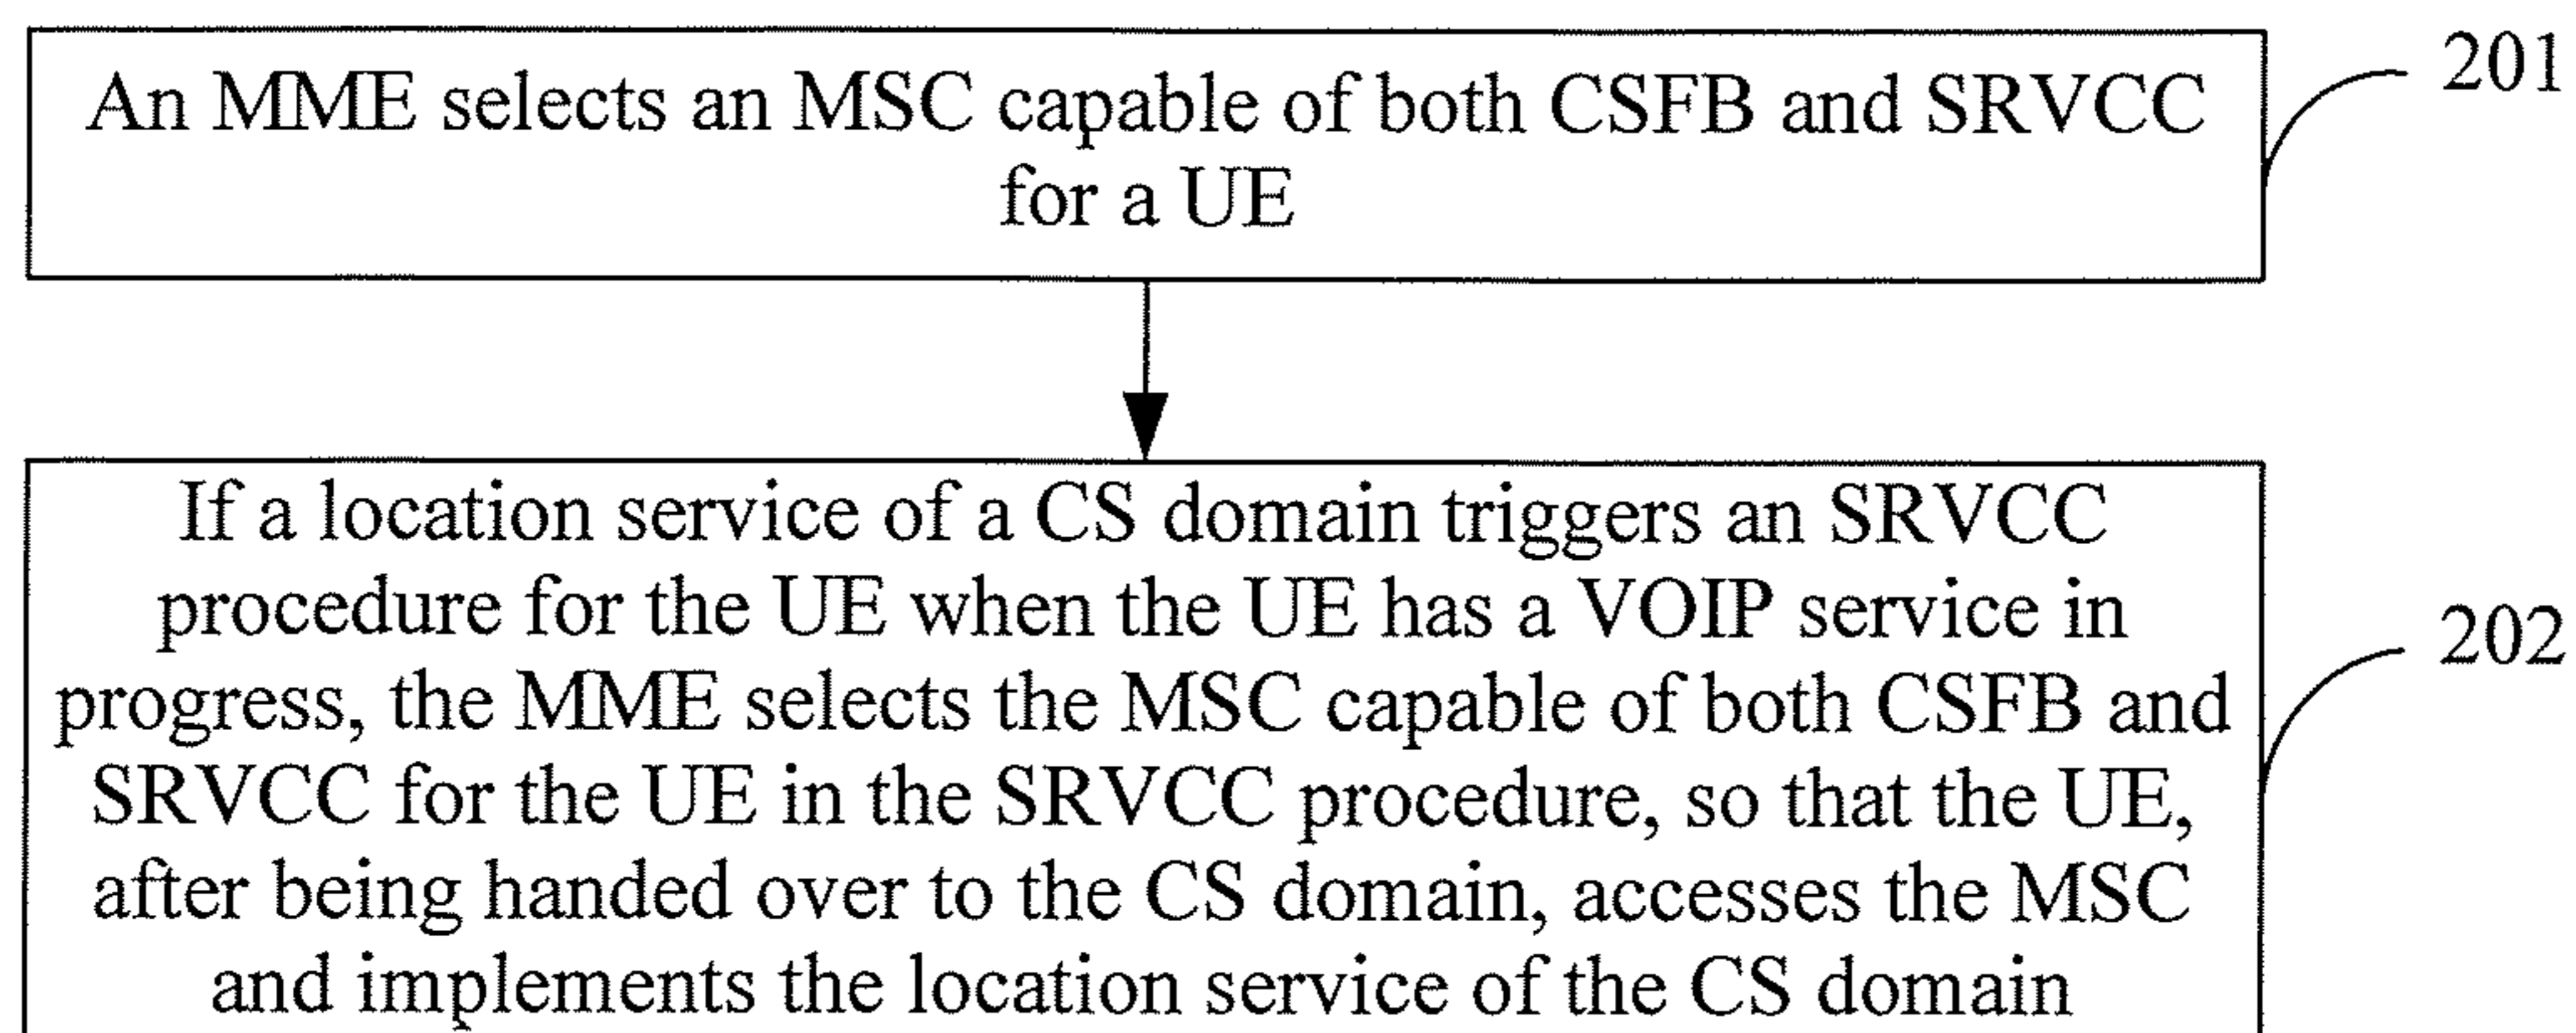 An MME selects an MSC capable of both CSFB and SRVCC
for a UE
201
If a location service of a CS domain triggers an SRVCC
procedure for the UE when the UE has a VOIP service in
progress, the MME selects the MSC capable of both CSFB and
SRVCC for the UE in the SRVCC procedure, so that the UE,
after being handed over to the CS domain, accesses the MSC
and implements the location service of the CS domain
202